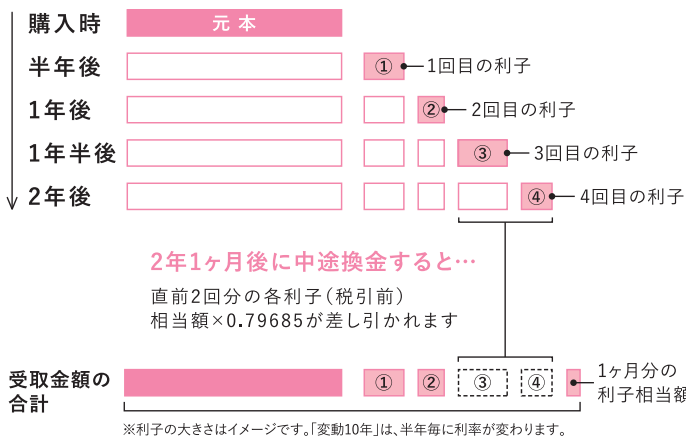 購入時
元本
半年後
① 1回目の利子
1年後
② 2回目の利子
1年半後
③ 3回目の利子
2年後
④ 4回目の利子
2年1ヶ月後に中途換金すると…
直前2回分の各利子(税引前)
相当額×0.79685が差し引かれます
受取金額の
合計
① ② ③ ④
1ヶ月分の
利子相当額
※利子の大きさはイメージです。「変動10年」は、半年毎に利率が変わります。